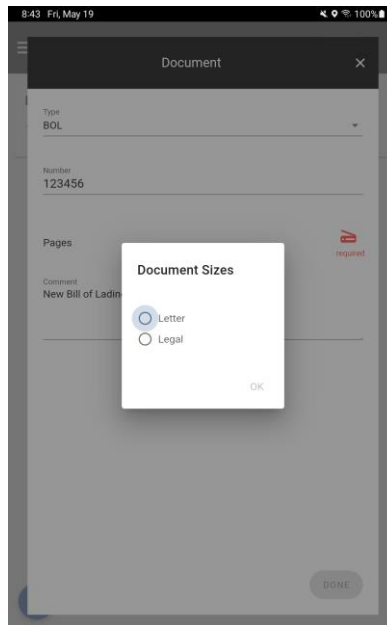 8:43 Fri, May 19 100%
Document
Type
BOL
Number
123456
Pages
required
Comment
New Bill of Ladin
Document Sizes
Letter
Legal
OK
DONE